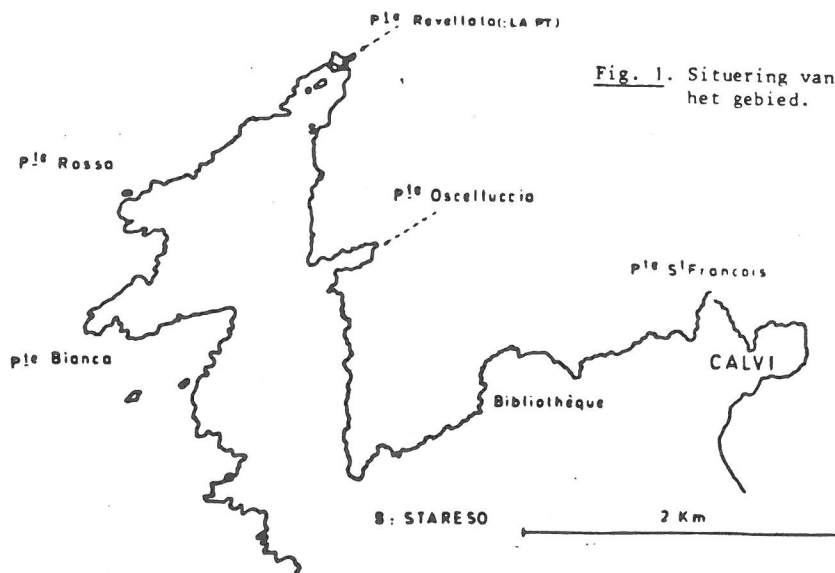 Pte Revellata(:LA PT)
Fig. 1. Situering van
het gebied.
Pte Rossa
Pte Oscelluccia
Pte St Francois
Pte Bianca
CALVI
Bibliothèque
S: STARESO
2 Km